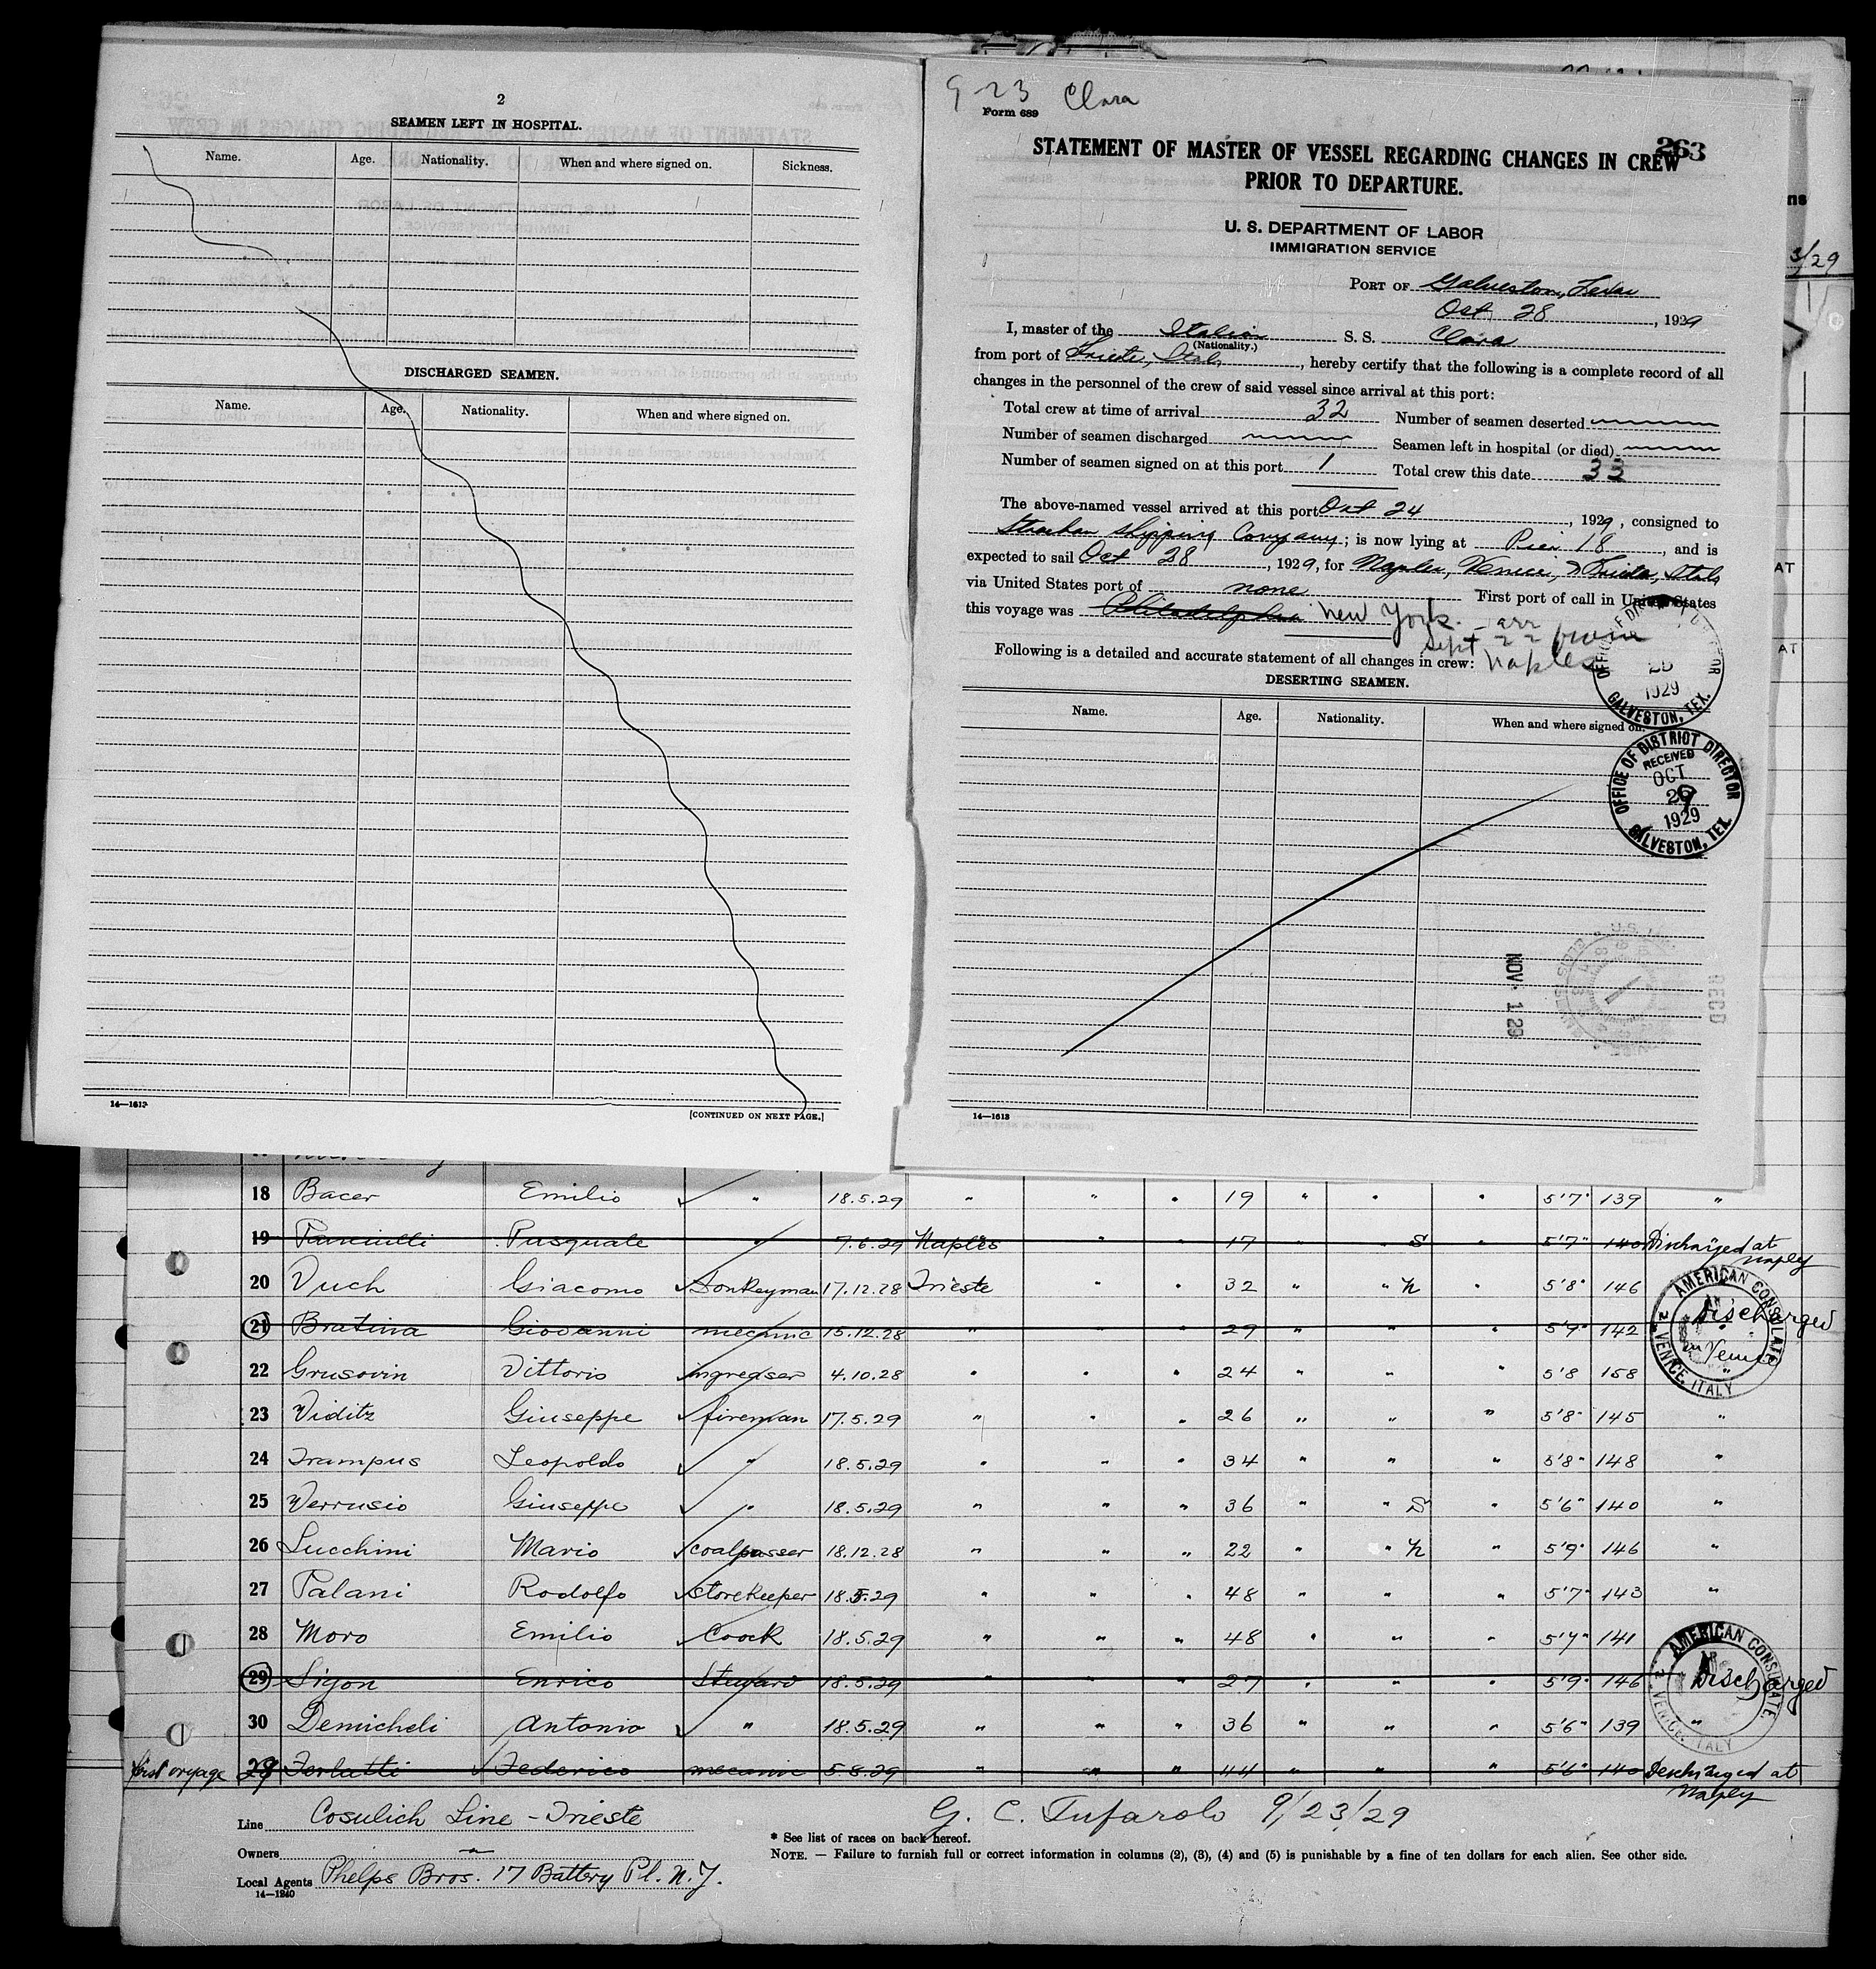 2
SEAMEN LEFT IN HOSPITAL.
Name. Age. Nationality. When and where signed on. Sickness.
DISCHARGED SEAMEN.
Name. Age. Nationality. When and where signed on.
14—1613
[CONTINUED ON NEXT PAGE.]
9-23 Clara
Form 689
263
STATEMENT OF MASTER OF VESSEL REGARDING CHANGES IN CREW
PRIOR TO DEPARTURE.
U. S. DEPARTMENT OF LABOR
IMMIGRATION SERVICE
PORT OF Galveston, Texas
Oct 28, 1929
I, master of the Italian S. S. Clara
(Nationality.)
from port of Trieste, Italy, hereby certify that the following is a complete record of all
changes in the personnel of the crew of said vessel since arrival at this port:
Total crew at time of arrival 32 Number of seamen deserted
Number of seamen discharged Seamen left in hospital (or died)
Number of seamen signed on at this port 1 Total crew this date 33
The above-named vessel arrived at this port Oct 24, 1929, consigned to
Strachan Shipping Company; is now lying at Pier 18, and is
expected to sail Oct 28, 1929, for Naples, Venice, & Trieste, Italy
via United States port of none First port of call in United States
this voyage was Philadelphia New York. - arr
Sept 22 from
Following is a detailed and accurate statement of all changes in crew: Naples
DESERTING SEAMEN.
Name. Age. Nationality. When and where signed on.
OFFICE OF DISTRICT DIRECTOR
1929
GALVESTON, TEX.
OFFICE OF DISTRICT DIRECTOR
RECEIVED
OCT
1929
GALVESTON, TEX.
NOV 1 29
RECD
14—1613
3/29
AT
AT
18 Bacer Emilio " 18.5.29 " " " 19 " " " 5'7" 139 "
19 Pasquale " 7.6.29 Naples " " 17 " " S " 5'7" 140 Discharged at Naples
20 Vuch Giacomo Donkeyman 17.12.28 Trieste " " 32 " " N " 5'8" 146
21 Bratina Giovanni mecanic 15.12.28 " " " 29 " " " 5'9" 142 Discharged in Venice
AMERICAN CONSULATE
VENICE, ITALY
22 Grusovin Vittorio ingreaser 4.10.28 " " " 24 " " " 5'8 158 "
23 Viditz Giuseppe fireman 17.5.29 " " " 26 " " " 5'8" 145 "
24 Trampus Leopoldo " 18.5.29 " " " 34 " " " 5'8" 148 "
25 Verrusio Giuseppe " 18.5.29 " " " 36 " " S " 5'6" 140 "
26 Lucchini Mario coalpasser 18.12.28 " " " 22 " " N " 5'9" 146 "
27 Palani Rodolfo storekeeper 18.5.29 " " " 48 " " " 5'7" 143 "
28 Moro Emilio Coock 18.5.29 " " " 48 " " " 5'7" 141
29 Enrico Steward 18.5.29 " " " 27 " " " 5'9" 146 Discharged
AMERICAN CONSULATE
VENICE, ITALY
30 Demicheli Antonio " 18.5.29 " " " 36 " " " 5'6" 139 "
first voyage 29 Ferlatti Federico mecanic 5.8.29 " " " 44 " " " 5'6" 140 Discharged at Naples
Line Cosulich Line - Trieste
G. C. Tufarolo 9/23/29
* See list of races on back hereof.
Owners "
NOTE. — Failure to furnish full or correct information in columns (2), (3), (4) and (5) is punishable by a fine of ten dollars for each alien. See other side.
Local Agents Phelps Bros. 17 Battery Pl. N.Y.
14—1240